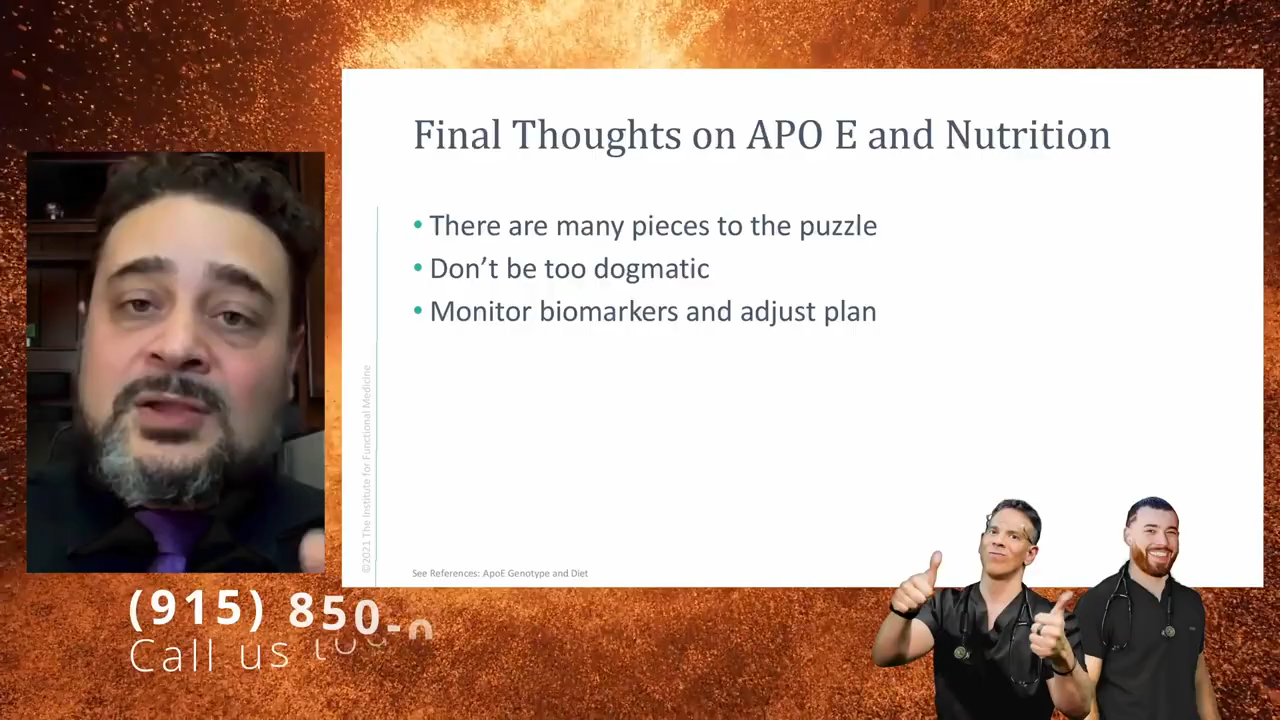 Final Thoughts on APO E and Nutrition
• There are many pieces to the puzzle
• Don’t be too dogmatic
• Monitor biomarkers and adjust plan
©2021 The Institute for Functional Medicine
See References: ApoE Genotype and Diet
(915) 850-
Call us